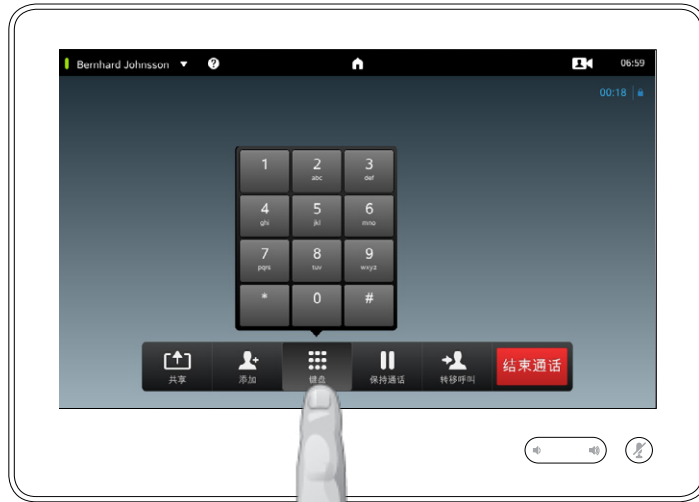 Bernhard Johnsson ? 06:59
00:18
1 2 3
abc def
4 5 6
ghi jkl mno
7 8 9
pqrs tuv wxyz
* 0 #
共享 添加 键盘 保持通话 转移呼叫 结束通话